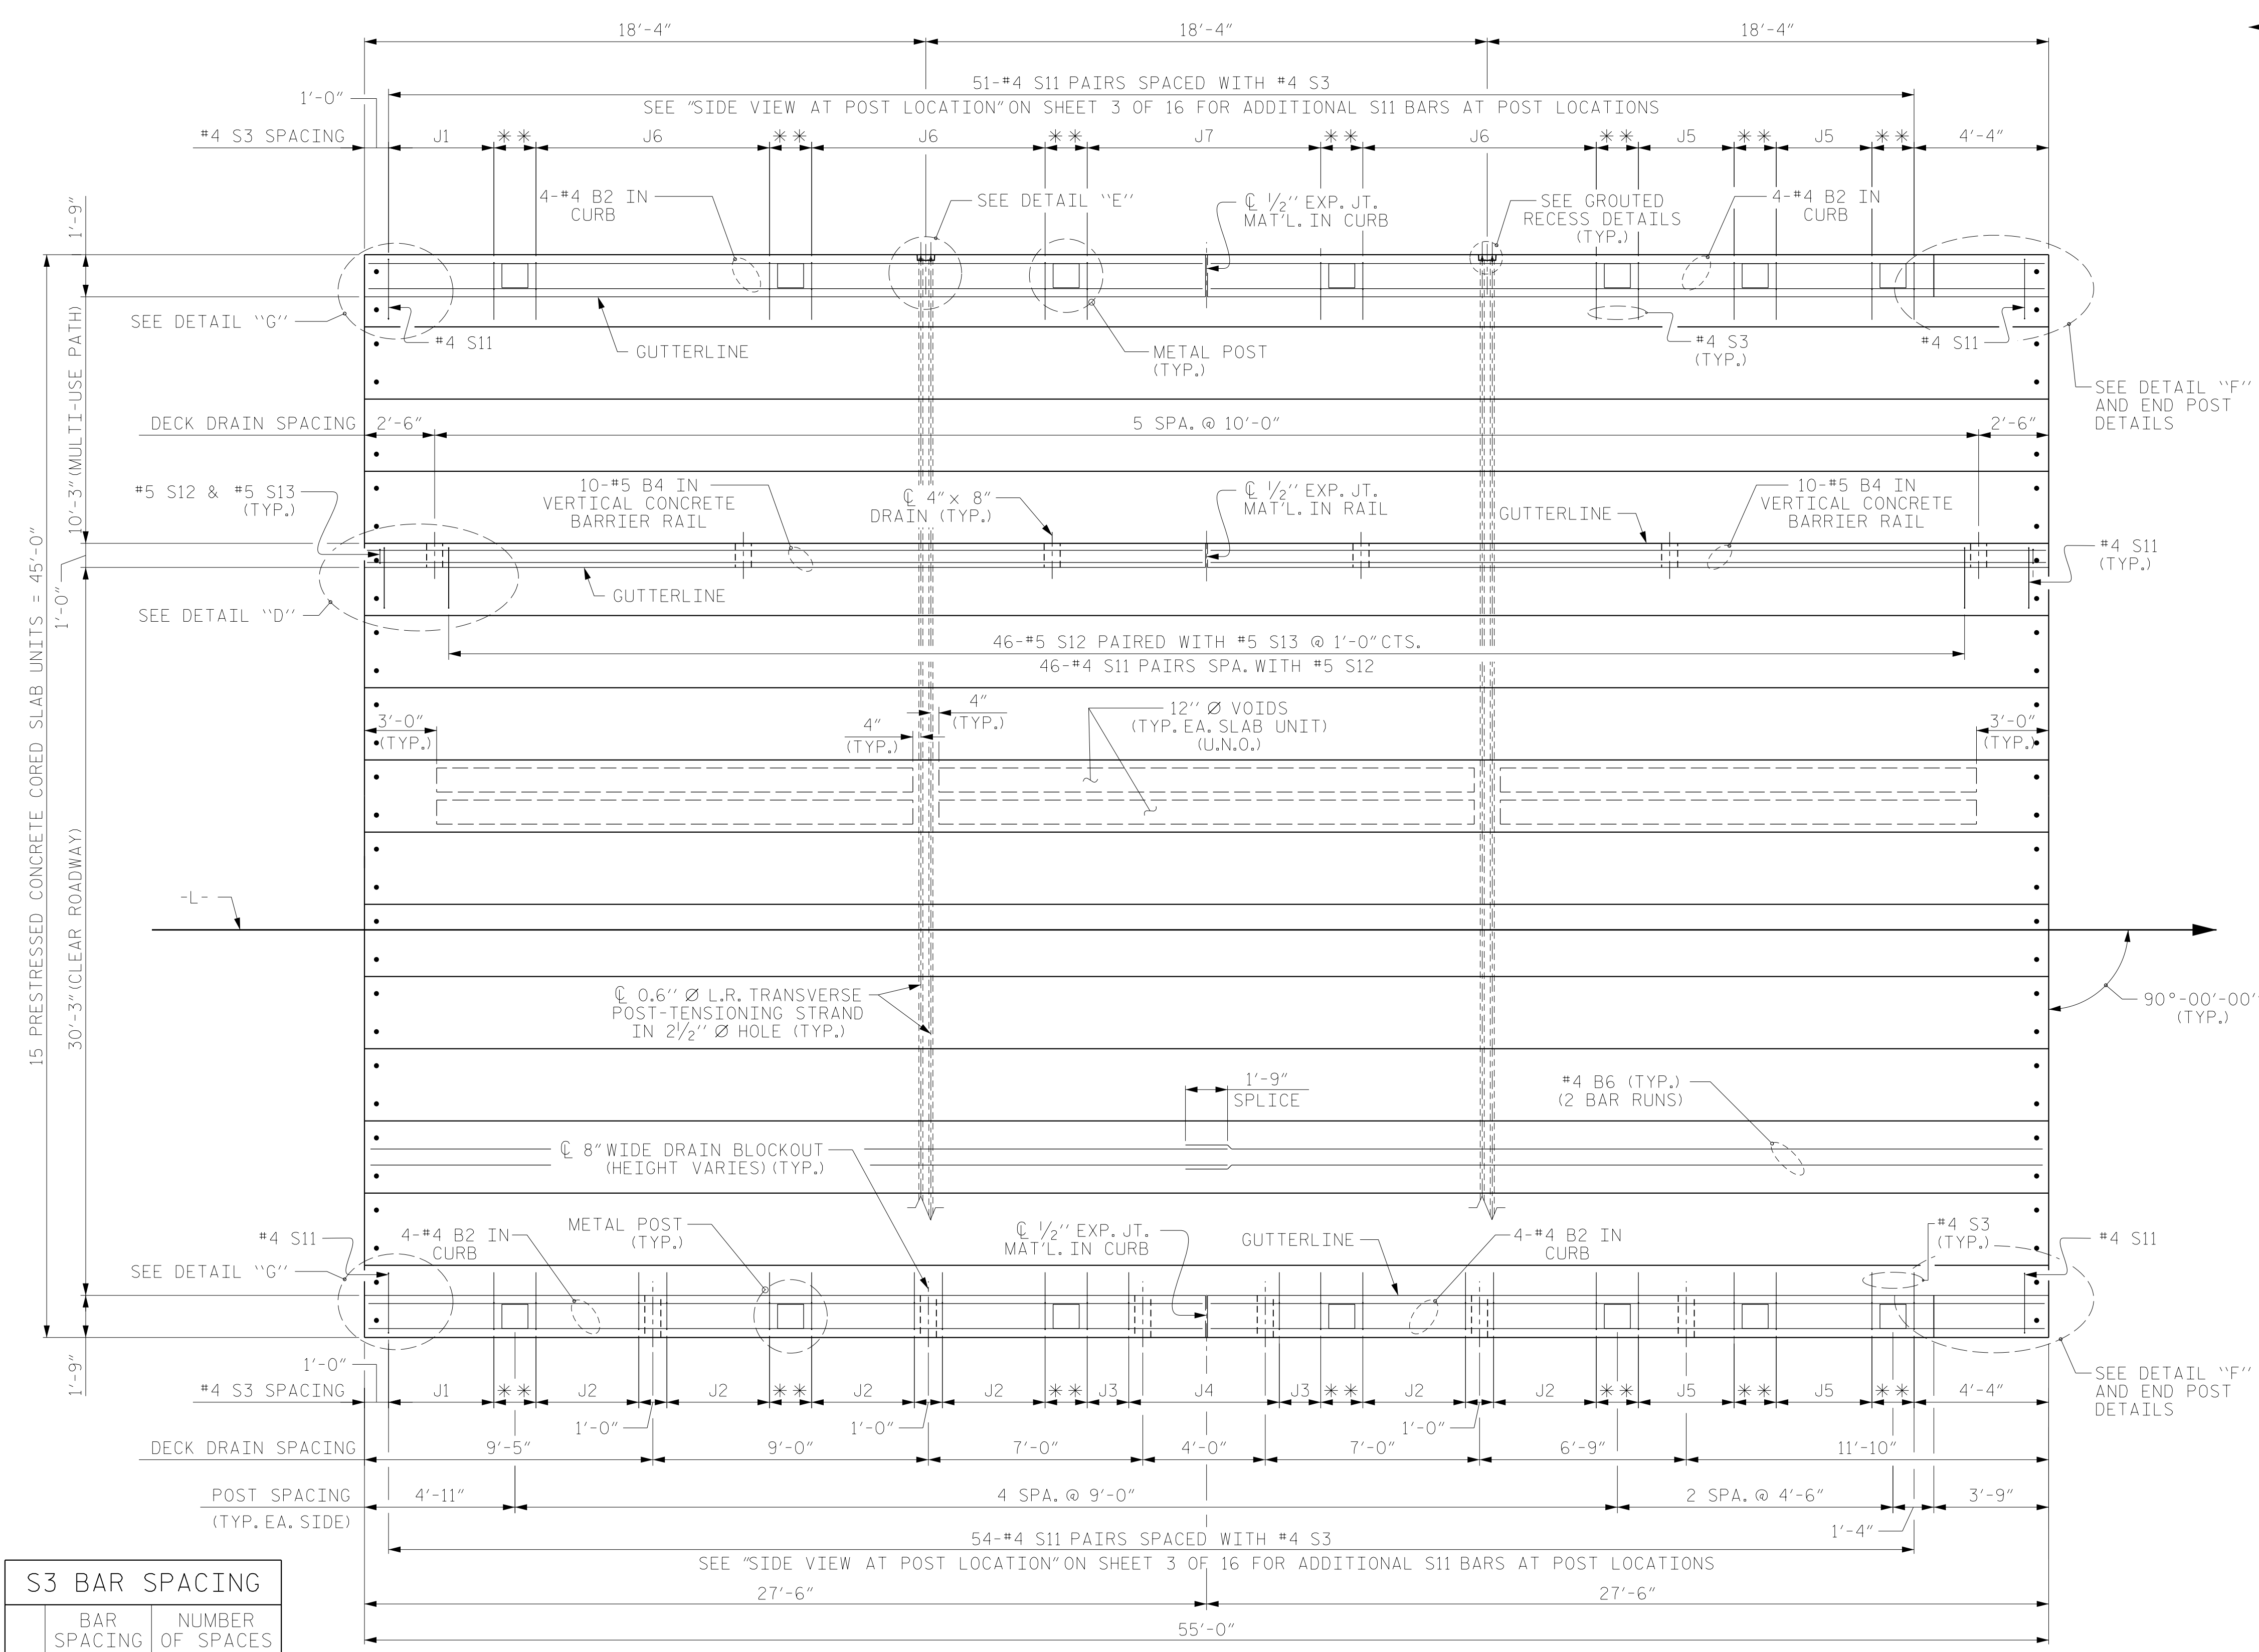 18'-4" 18'-4" 18'-4"
51-#4 S11 PAIRS SPACED WITH #4 S3
1'-0"
SEE "SIDE VIEW AT POST LOCATION" ON SHEET 3 OF 16 FOR ADDITIONAL S11 BARS AT POST LOCATIONS
#4 S3 SPACING J1 ** J6 ** J6 ** J7 ** J6 ** J5 ** J5 ** 4'-4"
4-#4 B2 IN
CURB
SEE DETAIL "E"
℄ 1/2" EXP. JT.
MAT'L. IN CURB
SEE GROUTED
RECESS DETAILS
(TYP.)
4-#4 B2 IN
CURB
1'-9"
SEE DETAIL "G"
#4 S11
GUTTERLINE
METAL POST
(TYP.)
#4 S3
(TYP.)
#4 S11
SEE DETAIL "F"
AND END POST
DETAILS
10'-3" (MULTI-USE PATH)
DECK DRAIN SPACING 2'-6" 5 SPA. @ 10'-0" 2'-6"
#5 S12 & #5 S13
(TYP.)
10-#5 B4 IN
VERTICAL CONCRETE
BARRIER RAIL
℄ 4" x 8"
DRAIN (TYP.)
℄ 1/2" EXP. JT.
MAT'L. IN RAIL
GUTTERLINE
10-#5 B4 IN
VERTICAL CONCRETE
BARRIER RAIL
#4 S11
(TYP.)
1'-0"
SEE DETAIL "D"
GUTTERLINE
46-#5 S12 PAIRED WITH #5 S13 @ 1'-0" CTS.
46-#4 S11 PAIRS SPA. WITH #5 S12
15 PRESTRESSED CONCRETE CORED SLAB UNITS = 45'-0"
30'-3" (CLEAR ROADWAY)
3'-0"
(TYP.)
4"
(TYP.)
4"
(TYP.)
12" Ø VOIDS
(TYP. EA. SLAB UNIT)
(U.N.O.)
3'-0"
(TYP.)
-L-
℄ 0.6" Ø L.R. TRANSVERSE
POST-TENSIONING STRAND
IN 2 1/2" Ø HOLE (TYP.)
90°-00'-00"
(TYP.)
1'-9"
SPLICE
#4 B6 (TYP.)
(2 BAR RUNS)
℄ 8" WIDE DRAIN BLOCKOUT
(HEIGHT VARIES) (TYP.)
#4 S11
4-#4 B2 IN
CURB
METAL POST
(TYP.)
℄ 1/2" EXP. JT.
MAT'L. IN CURB
GUTTERLINE
4-#4 B2 IN
CURB
#4 S3
(TYP.)
#4 S11
SEE DETAIL "G"
1'-9"
1'-0"
#4 S3 SPACING J1 ** J2 J2 ** J2 J2 ** J3 J4 J3 ** J2 J2 ** J5 ** J5 ** 4'-4"
SEE DETAIL "F"
AND END POST
DETAILS
1'-0" 1'-0" 1'-0"
DECK DRAIN SPACING 9'-5" 9'-0" 7'-0" 4'-0" 7'-0" 6'-9" 11'-10"
POST SPACING 4'-11" 4 SPA. @ 9'-0" 2 SPA. @ 4'-6" 3'-9"
(TYP. EA. SIDE)
1'-4"
54-#4 S11 PAIRS SPACED WITH #4 S3
SEE "SIDE VIEW AT POST LOCATION" ON SHEET 3 OF 16 FOR ADDITIONAL S11 BARS AT POST LOCATIONS
27'-6" 27'-6"
55'-0"
S3 BAR SPACING
BAR
SPACING
NUMBER
OF SPACES